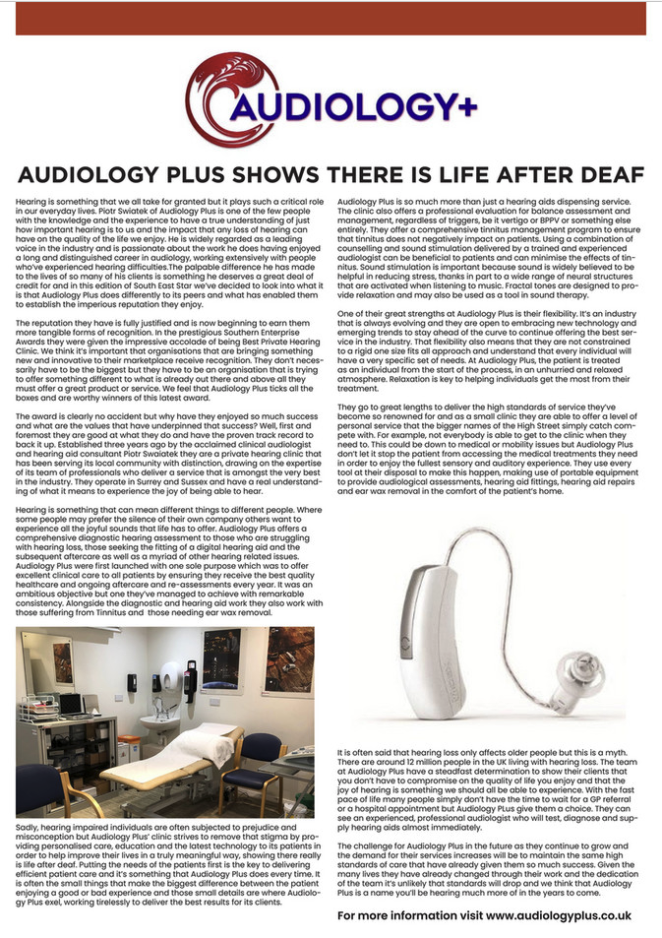 AUDIOLOGY+
AUDIOLOGY PLUS SHOWS THERE IS LIFE AFTER DEAF
Hearing is something that we all take for granted but it plays such a critical role
in our everyday lives. Piotr Swiatek of Audiology Plus is one of the few people
with the knowledge and the experience to have a true understanding of just
how important hearing is to us and the impact that any loss of hearing can
have on the quality of the life we enjoy. He is widely regarded as a leading
voice in the industry and is passionate about the work he does having enjoyed
a long and distinguished career in audiology, working extensively with people
who've experienced hearing difficulties.The palpable difference he has made
to the lives of so many of his clients is something he deserves a great deal of
credit for and in this edition of South East Star we've decided to look into what it
is that Audiology Plus does differently to its peers and what has enabled them
to establish the imperious reputation they enjoy.
The reputation they have is fully justified and is now beginning to earn them
more tangible forms of recognition. In the prestigious Southern Enterprise
Awards they were given the impressive accolade of being Best Private Hearing
Clinic. We think it's important that organisations that are bringing something
new and innovative to their marketplace receive recognition. They don't neces-
sarily have to be the biggest but they have to be an organisation that is trying
to offer something different to what is already out there and above all they
must offer a great product or service. We feel that Audiology Plus ticks all the
boxes and are worthy winners of this latest award.
The award is clearly no accident but why have they enjoyed so much success
and what are the values that have underpinned that success? Well, first and
foremost they are good at what they do and have the proven track record to
back it up. Established three years ago by the acclaimed clinical audiologist
and hearing aid consultant Piotr Swaiatek they are a private hearing clinic that
has been serving its local community with distinction, drawing on the expertise
of its team of professionals who deliver a service that is amongst the very best
in the industry. They operate in Surrey and Sussex and have a real understand-
ing of what it means to experience the joy of being able to hear.
Hearing is something that can mean different things to different people. Where
some people may prefer the silence of their own company others want to
experience all the joyful sounds that life has to offer. Audiology Plus offers a
comprehensive diagnostic hearing assessment to those who are struggling
with hearing loss, those seeking the fitting of a digital hearing aid and the
subsequent aftercare as well as a myriad of other hearing related issues.
Audiology Plus were first launched with one sole purpose which was to offer
excellent clinical care to all patients by ensuring they receive the best quality
healthcare and ongoing aftercare and re-assessments every year. It was an
ambitious objective but one they've managed to achieve with remarkable
consistency. Alongside the diagnostic and hearing aid work they also work with
those suffering from Tinnitus and those needing ear wax removal.
Sadly, hearing impaired individuals are often subjected to prejudice and
misconception but Audiology Plus' clinic strives to remove that stigma by pro-
viding personalised care, education and the latest technology to its patients in
order to help improve their lives in a truly meaningful way, showing there really
is life after deaf. Putting the needs of the patients first is the key to delivering
efficient patient care and it's something that Audiology Plus does every time. It
is often the small things that make the biggest difference between the patient
enjoying a good or bad experience and those small details are where Audiolo-
gy Plus exel, working tirelessly to deliver the best results for its clients.
Audiology Plus is so much more than just a hearing aids dispensing service.
The clinic also offers a professional evaluation for balance assessment and
management, regardless of triggers, be it vertigo or BPPV or something else
entirely. They offer a comprehensive tinnitus management program to ensure
that tinnitus does not negatively impact on patients. Using a combination of
counselling and sound stimulation delivered by a trained and experienced
audiologist can be beneficial to patients and can minimise the effects of tin-
nitus. Sound stimulation is important because sound is widely believed to be
helpful in reducing stress, thanks in part to a wide range of neural structures
that are activated when listening to music. Fractal tones are designed to pro-
vide relaxation and may also be used as a tool in sound therapy.
One of their great strengths at Audiology Plus is their flexibility. It's an industry
that is always evolving and they are open to embracing new technology and
emerging trends to stay ahead of the curve to continue offering the best ser-
vice in the industry. That flexibility also means that they are not constrained
to a rigid one size fits all approach and understand that every individual will
have a very specific set of needs. At Audiology Plus, the patient is treated
as an individual from the start of the process, in an unhurried and relaxed
atmosphere. Relaxation is key to helping individuals get the most from their
treatment.
They go to great lengths to deliver the high standards of service they've
become so renowned for and as a small clinic they are able to offer a level of
personal service that the bigger names of the High Street simply catch com-
pete with. For example, not everybody is able to get to the clinic when they
need to. This could be down to medical or mobility issues but Audiology Plus
don't let it stop the patient from accessing the medical treatments they need
in order to enjoy the fullest sensory and auditory experience. They use every
tool at their disposal to make this happen, making use of portable equipment
to provide audiological assessments, hearing aid fittings, hearing aid repairs
and ear wax removal in the comfort of the patient's home.
It is often said that hearing loss only affects older people but this is a myth.
There are around 12 million people in the UK living with hearing loss. The team
at Audiology Plus have a steadfast determination to show their clients that
you don't have to compromise on the quality of life you enjoy and that the
joy of hearing is something we should all be able to experience. With the fast
pace of life many people simply don't have the time to wait for a GP referral
or a hospital appointment but Audiology PLus give them a choice. They can
see an experienced, professional audiologist who will test, diagnose and sup-
ply hearing aids almost immediately.
The challenge for Audiology Plus in the future as they continue to grow and
the demand for their services increases will be to maintain the same high
standards of care that have already given them so much success. Given the
many lives they have already changed through their work and the dedication
of the team it's unlikely that standards will drop and we think that Audiology
Plus is a name you'll be hearing much more of in the years to come.
For more information visit www.audiologyplus.co.uk